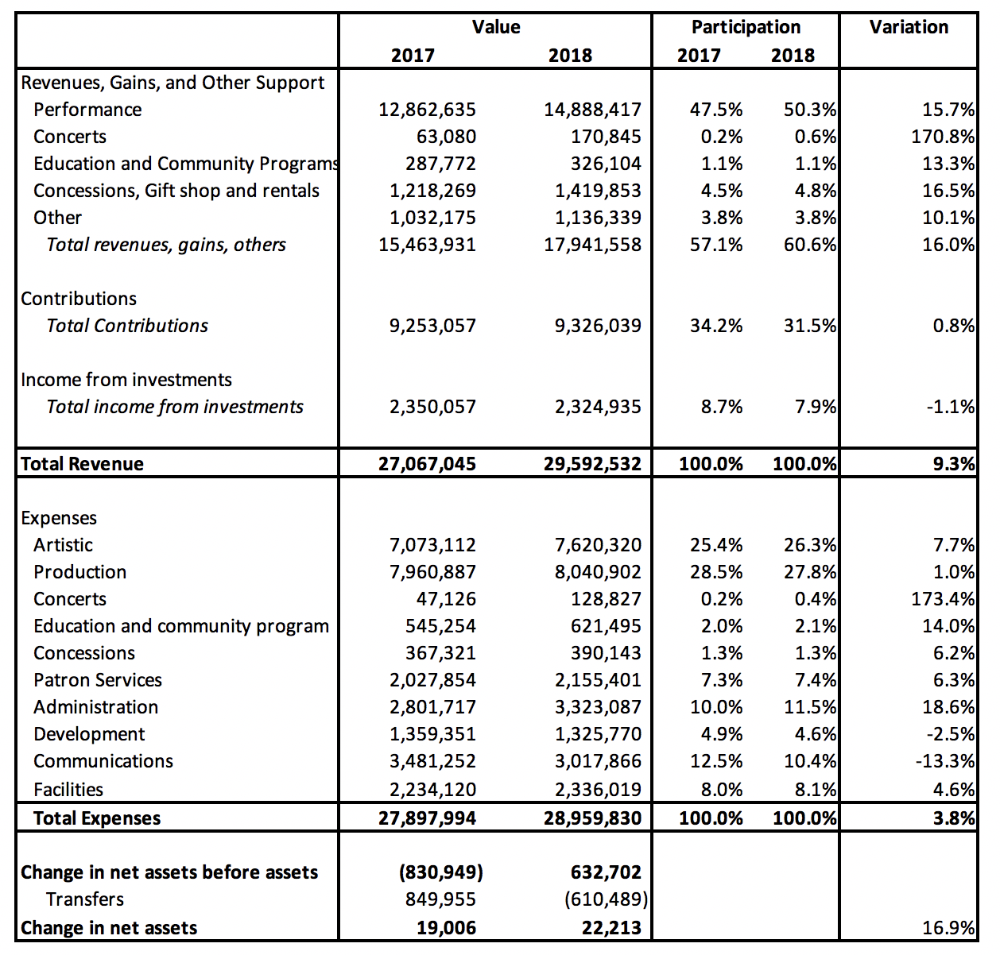 Value Participation Variation
2017 2018 2017 2018
Revenues, Gains, and Other Support
Performance 12,862,635 14,888,417 47.5% 50.3% 15.7%
Concerts 63,080 170,845 0.2% 0.6% 170.8%
Education and Community Programs 287,772 326,104 1.1% 1.1% 13.3%
Concessions, Gift shop and rentals 1,218,269 1,419,853 4.5% 4.8% 16.5%
Other 1,032,175 1,136,339 3.8% 3.8% 10.1%
Total revenues, gains, others 15,463,931 17,941,558 57.1% 60.6% 16.0%
Contributions
Total Contributions 9,253,057 9,326,039 34.2% 31.5% 0.8%
Income from investments
Total income from investments 2,350,057 2,324,935 8.7% 7.9% -1.1%
Total Revenue 27,067,045 29,592,532 100.0% 100.0% 9.3%
Expenses
Artistic 7,073,112 7,620,320 25.4% 26.3% 7.7%
Production 7,960,887 8,040,902 28.5% 27.8% 1.0%
Concerts 47,126 128,827 0.2% 0.4% 173.4%
Education and community program 545,254 621,495 2.0% 2.1% 14.0%
Concessions 367,321 390,143 1.3% 1.3% 6.2%
Patron Services 2,027,854 2,155,401 7.3% 7.4% 6.3%
Administration 2,801,717 3,323,087 10.0% 11.5% 18.6%
Development 1,359,351 1,325,770 4.9% 4.6% -2.5%
Communications 3,481,252 3,017,866 12.5% 10.4% -13.3%
Facilities 2,234,120 2,336,019 8.0% 8.1% 4.6%
Total Expenses 27,897,994 28,959,830 100.0% 100.0% 3.8%
Change in net assets before assets (830,949) 632,702
Transfers 849,955 (610,489)
Change in net assets 19,006 22,213 16.9%